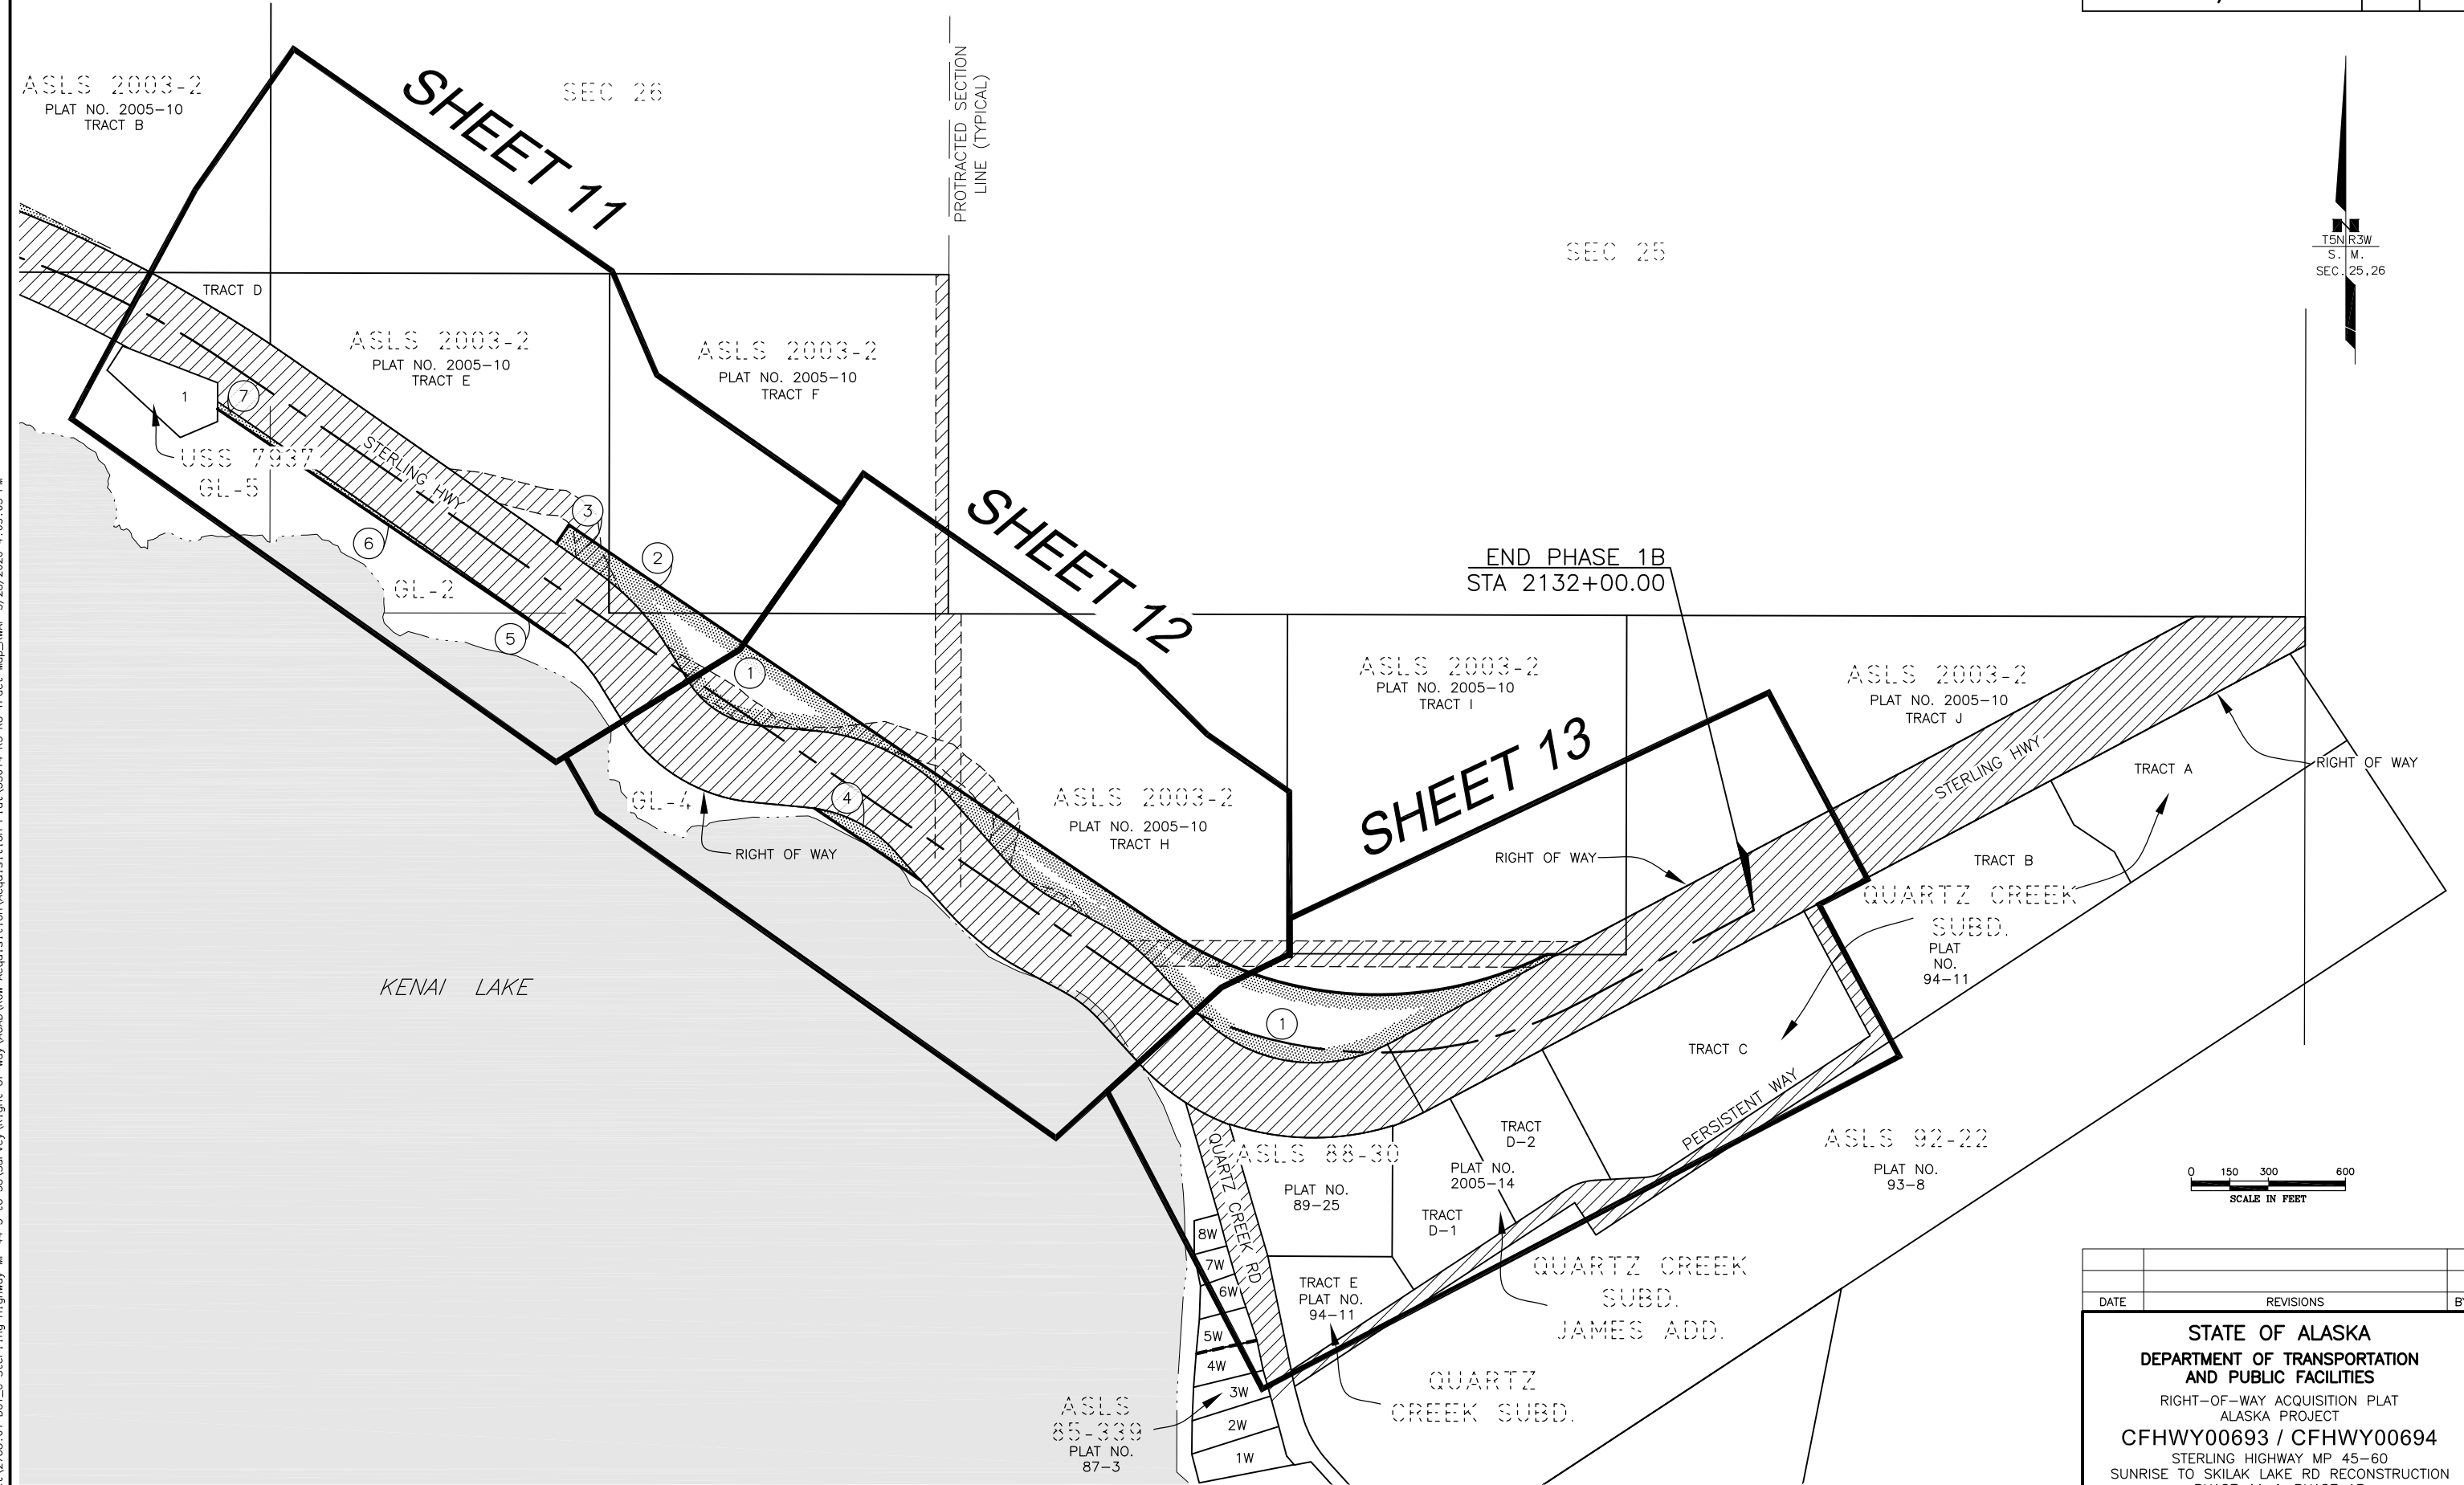 ASLS 2003-2
PLAT NO. 2005-10
TRACT B
SHEET 11
SEC 26
PROTRACTED SECTION
LINE (TYPICAL)
SEC 25
T5N R3W
S. M.
SEC. 25,26
TRACT D
ASLS 2003-2
PLAT NO. 2005-10
TRACT E
ASLS 2003-2
PLAT NO. 2005-10
TRACT F
1
7
USS 7937
GL-5
STERLING HWY
3
6
2
GL-2
5
SHEET 12
END PHASE 1B
STA 2132+00.00
1
ASLS 2003-2
PLAT NO. 2005-10
TRACT I
ASLS 2003-2
PLAT NO. 2005-10
TRACT J
SHEET 13
STERLING HWY
TRACT A
RIGHT OF WAY
GL-4
4
ASLS 2003-2
PLAT NO. 2005-10
TRACT H
RIGHT OF WAY
RIGHT OF WAY
TRACT B
QUARTZ CREEK
SUBD.
PLAT
NO.
94-11
KENAI LAKE
1
TRACT C
PERSISTENT WAY
TRACT
D-2
ASLS 92-22
PLAT NO.
93-8
QUARTZ CREEK RD
ASLS 88-30
PLAT NO.
89-25
PLAT NO.
2005-14
TRACT
D-1
0 150 300 600
SCALE IN FEET
8W
7W
6W
5W
4W
3W
2W
1W
TRACT E
PLAT NO.
94-11
QUARTZ CREEK
SUBD.
JAMES ADD.
QUARTZ
CREEK SUBD.
ASLS
85-339
PLAT NO.
87-3
DATE REVISIONS
STATE OF ALASKA
DEPARTMENT OF TRANSPORTATION
AND PUBLIC FACILITIES
RIGHT-OF-WAY ACQUISITION PLAT
ALASKA PROJECT
CFHWY00693 / CFHWY00694
STERLING HIGHWAY MP 45-60
SUNRISE TO SKILAK LAKE RD RECONSTRUCTION